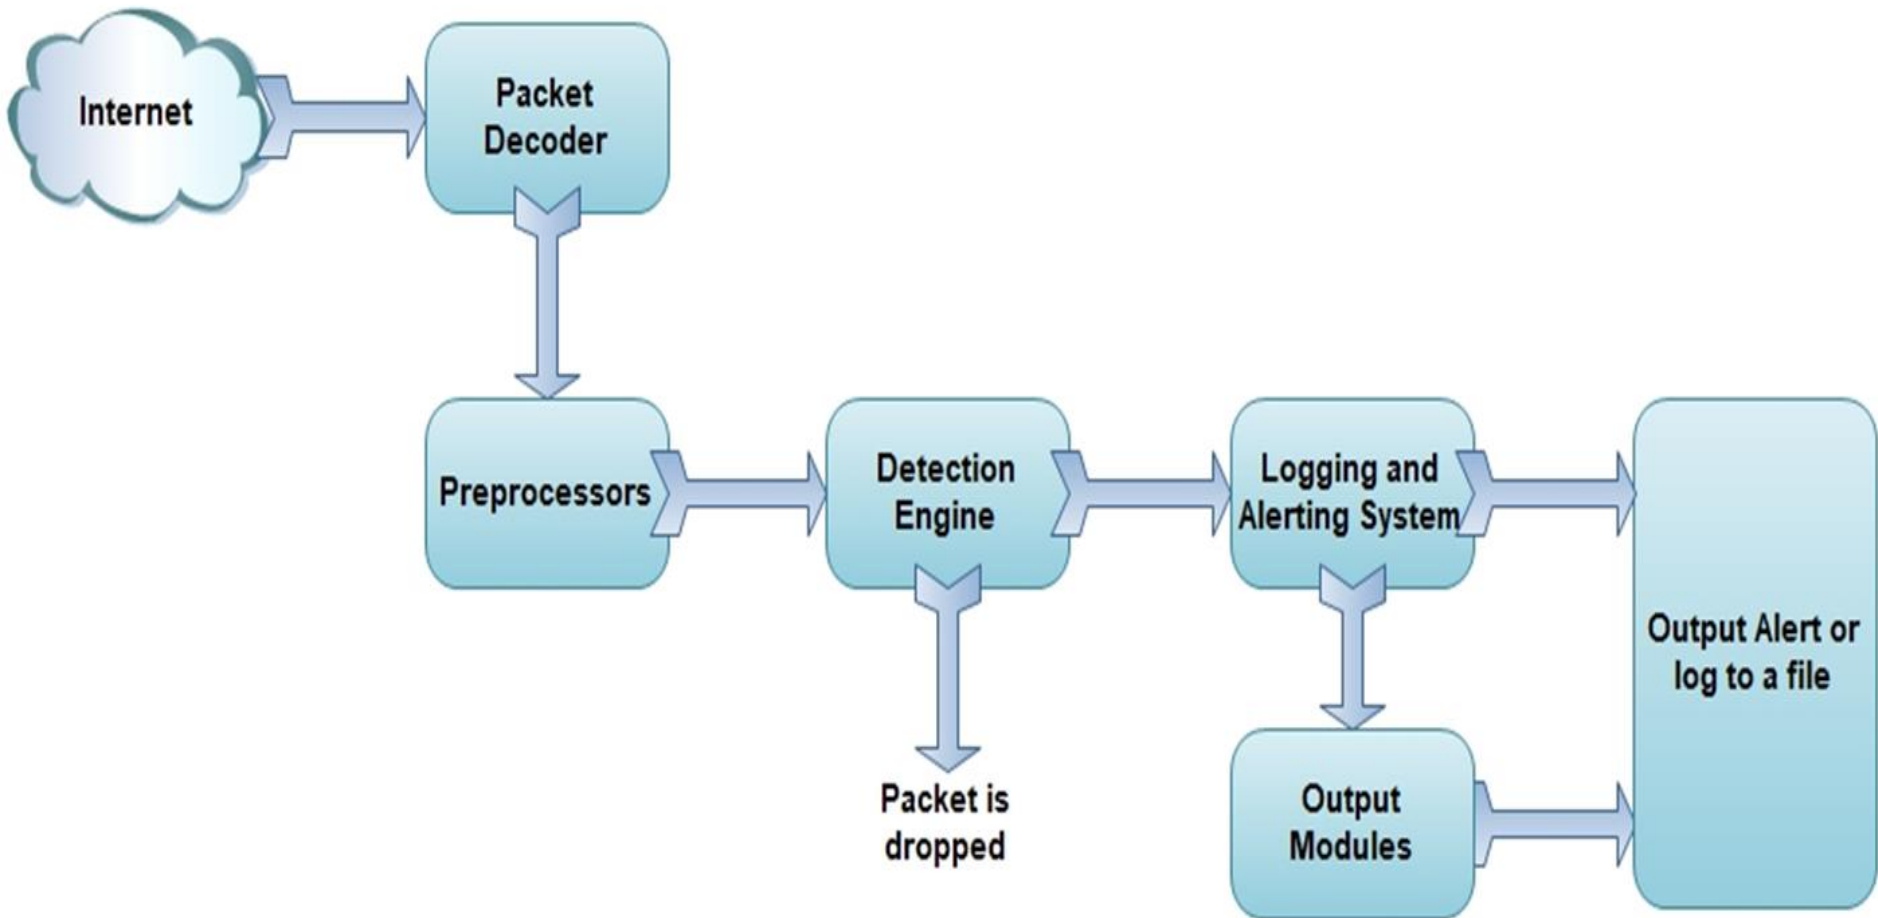 Internet
Packet
Decoder
Preprocessors
Detection
Engine
Logging and
Alerting System
Output Alert or
log to a file
Packet is
dropped
Output
Modules